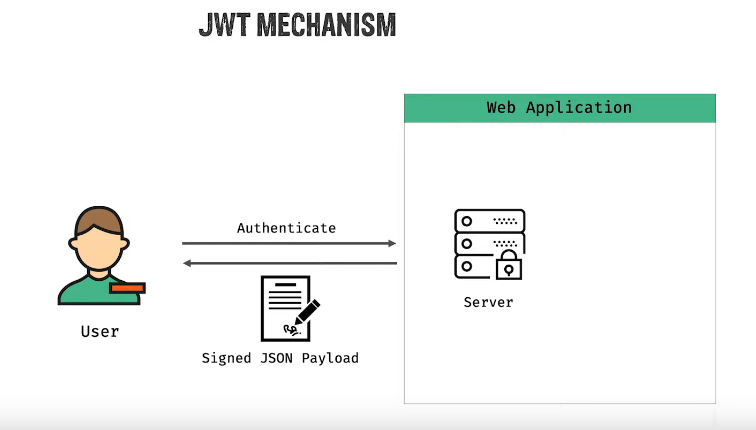 JWT MECHANISM
Web Application
Authenticate
Server
User
Signed JSON Payload